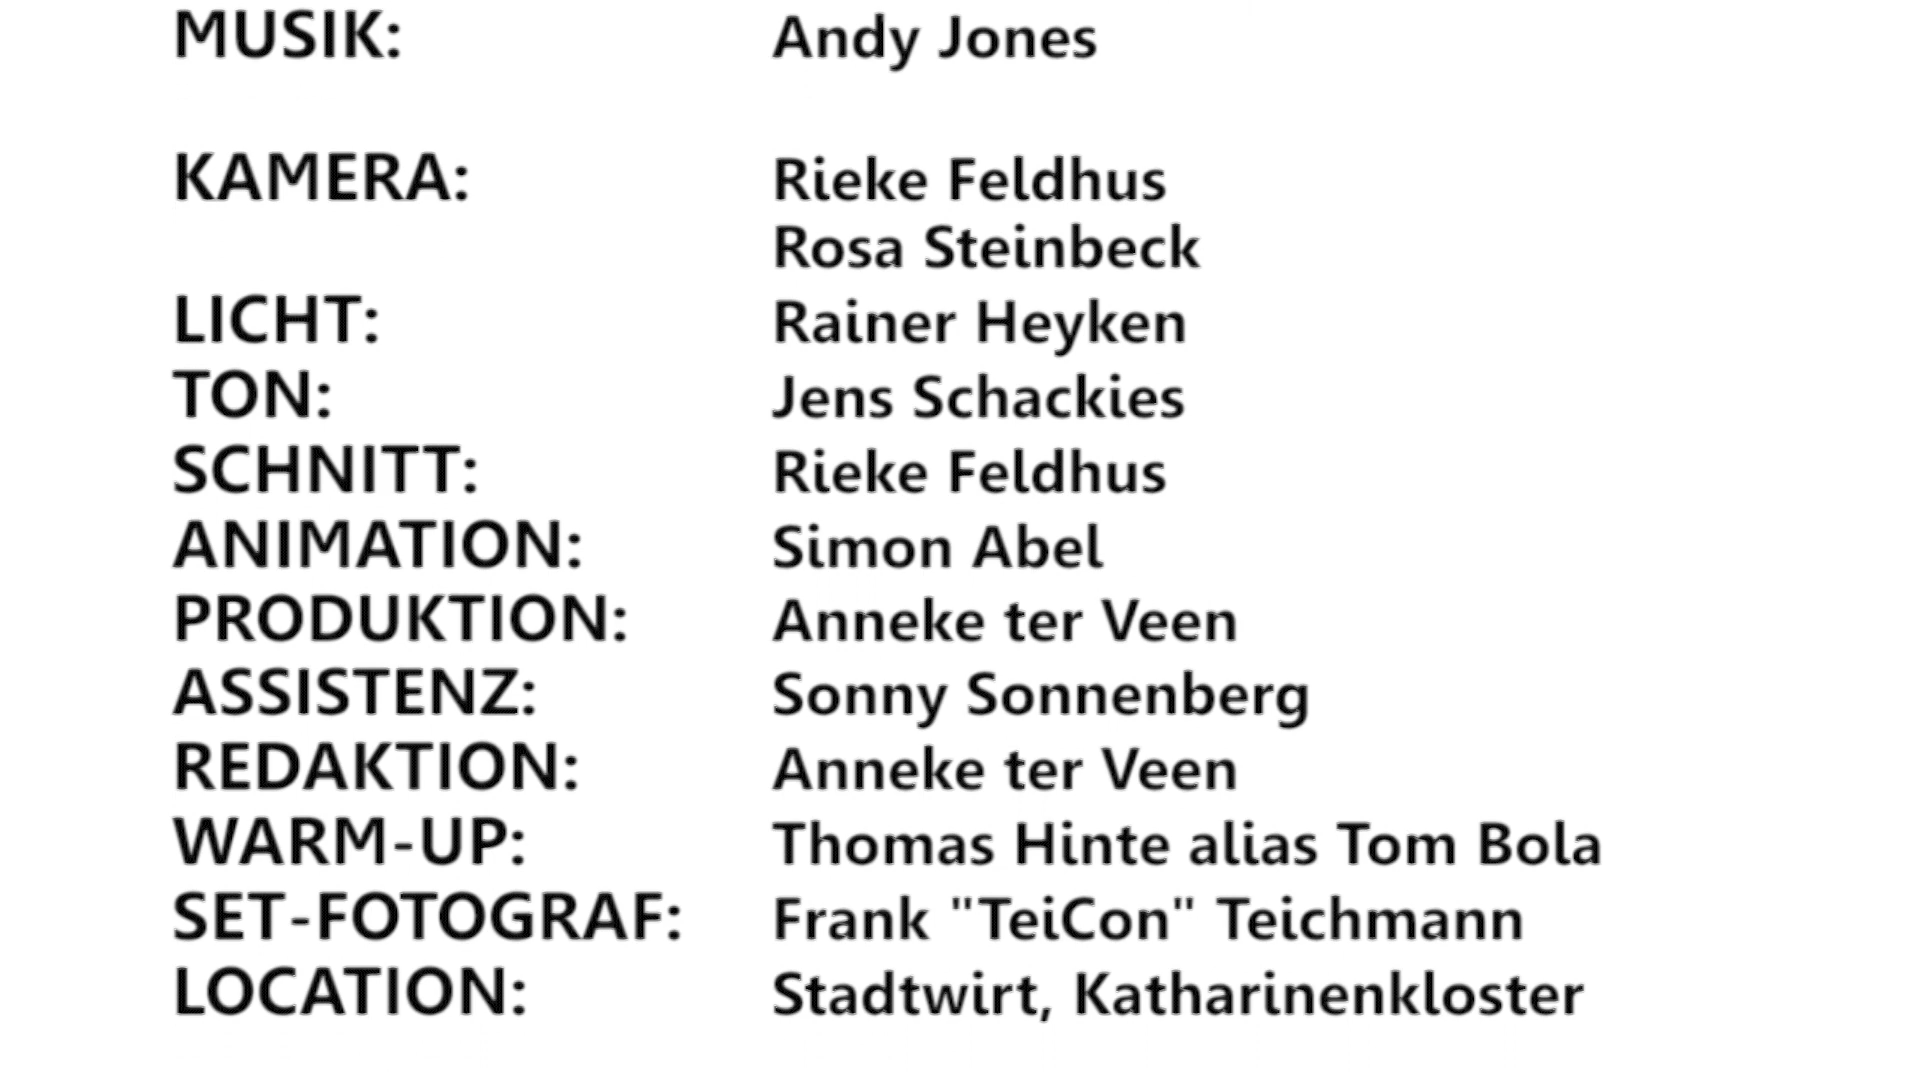 MUSIK: Andy Jones
KAMERA: Rieke Feldhus
Rosa Steinbeck
LICHT: Rainer Heyken
TON: Jens Schackies
SCHNITT: Rieke Feldhus
ANIMATION: Simon Abel
PRODUKTION: Anneke ter Veen
ASSISTENZ: Sonny Sonnenberg
REDAKTION: Anneke ter Veen
WARM-UP: Thomas Hinte alias Tom Bola
SET-FOTOGRAF: Frank "TeiCon" Teichmann
LOCATION: Stadtwirt, Katharinenkloster